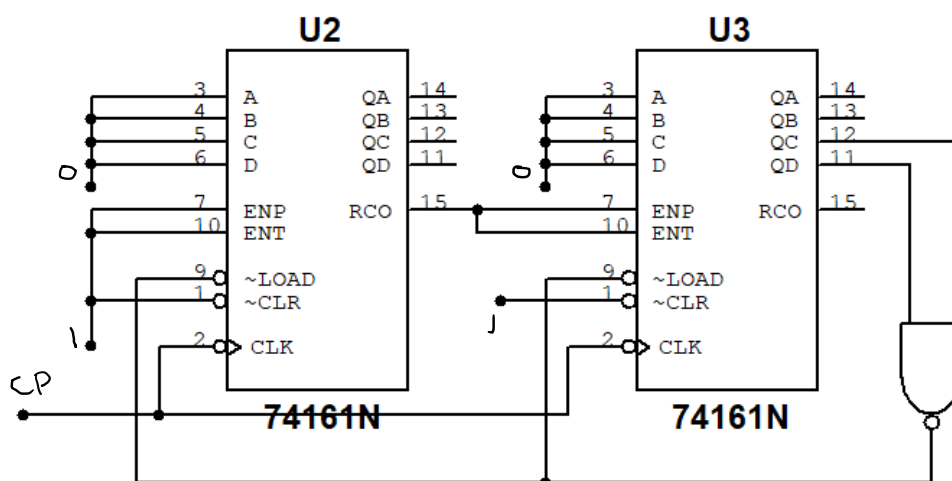 U2
U3
3 A QA 14
4 B QB 13
5 C QC 12
6 D QD 11
7 ENP RCO 15
10 ENT
9 ~LOAD
1 ~CLR
2 CLK
74161N
3 A QA 14
4 B QB 13
5 C QC 12
6 D QD 11
7 ENP RCO 15
10 ENT
9 ~LOAD
1 ~CLR
2 CLK
74161N
0
1
CP
0